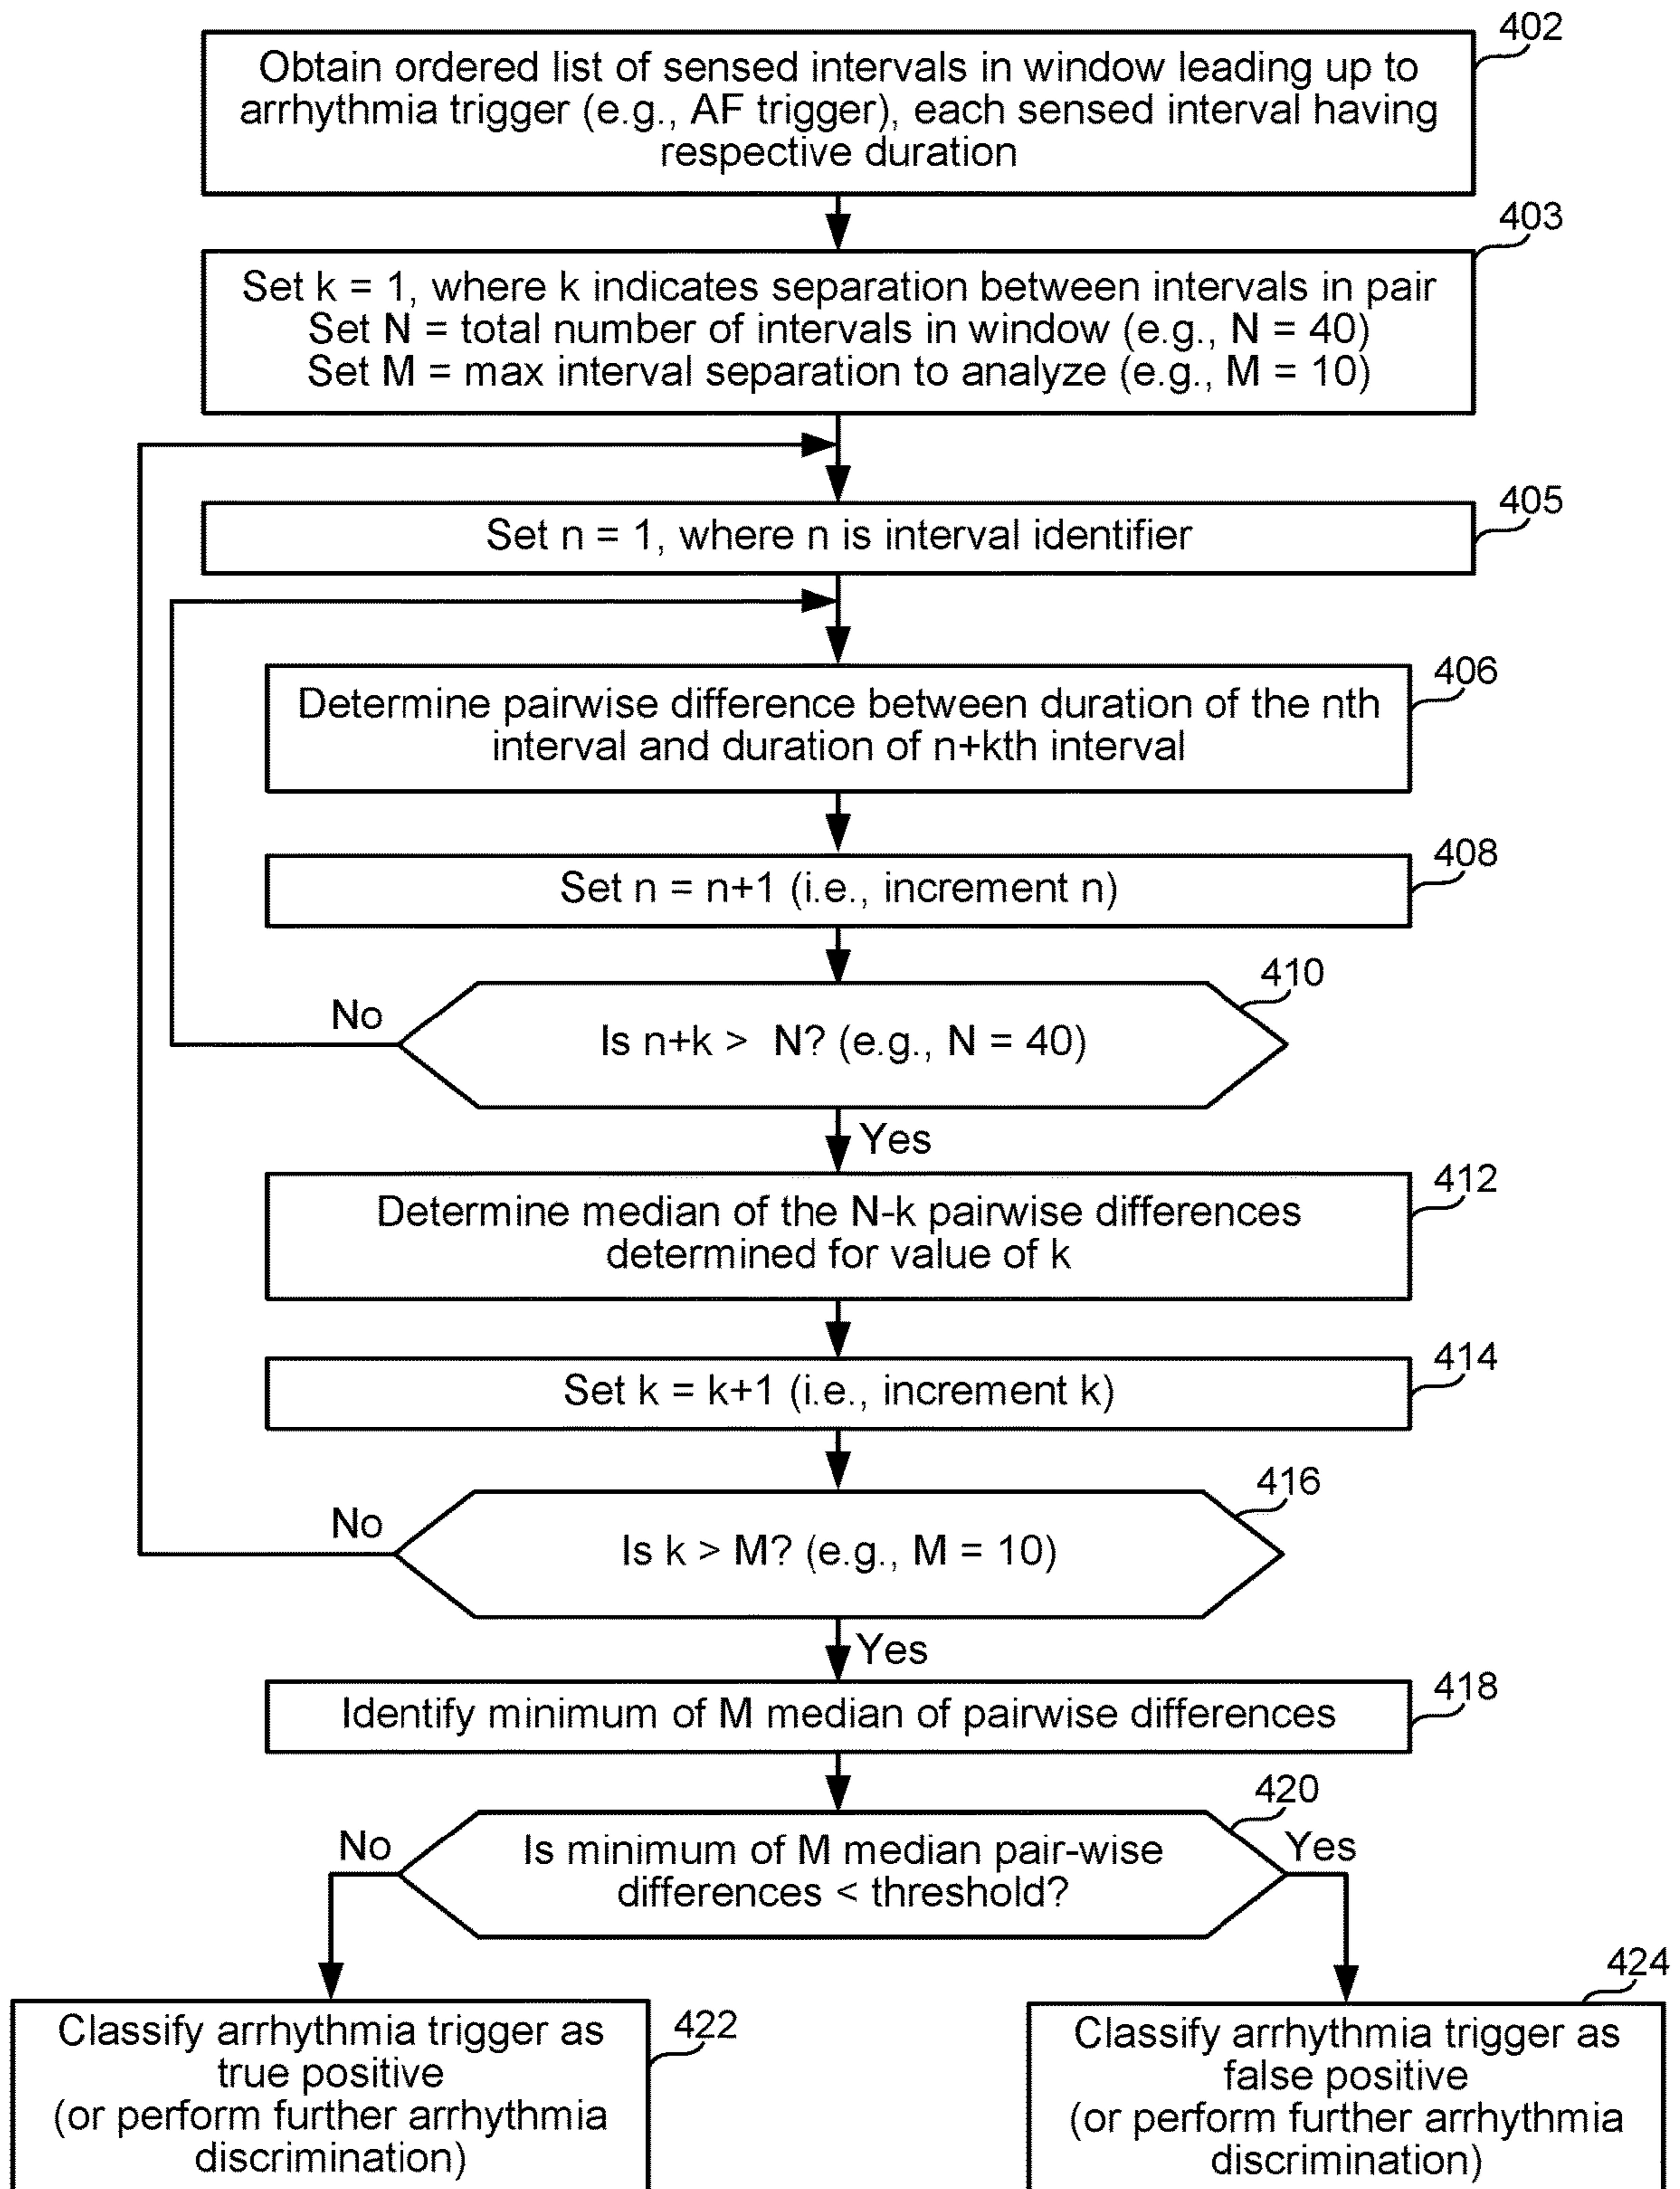 402
Obtain ordered list of sensed intervals in window leading up to
arrhythmia trigger (e.g., AF trigger), each sensed interval having
respective duration
403
Set k = 1, where k indicates separation between intervals in pair
Set N = total number of intervals in window (e.g., N = 40)
Set M = max interval separation to analyze (e.g., M = 10)
405
Set n = 1, where n is interval identifier
406
Determine pairwise difference between duration of the nth
interval and duration of n+kth interval
408
Set n = n+1 (i.e., increment n)
410
No
Is n+k > N? (e.g., N = 40)
Yes
412
Determine median of the N-k pairwise differences
determined for value of k
414
Set k = k+1 (i.e., increment k)
416
No
Is k > M? (e.g., M = 10)
Yes
418
Identify minimum of M median of pairwise differences
420
No
Is minimum of M median pair-wise
differences < threshold?
Yes
422
Classify arrhythmia trigger as
true positive
(or perform further arrhythmia
discrimination)
424
Classify arrhythmia trigger as
false positive
(or perform further arrhythmia
discrimination)